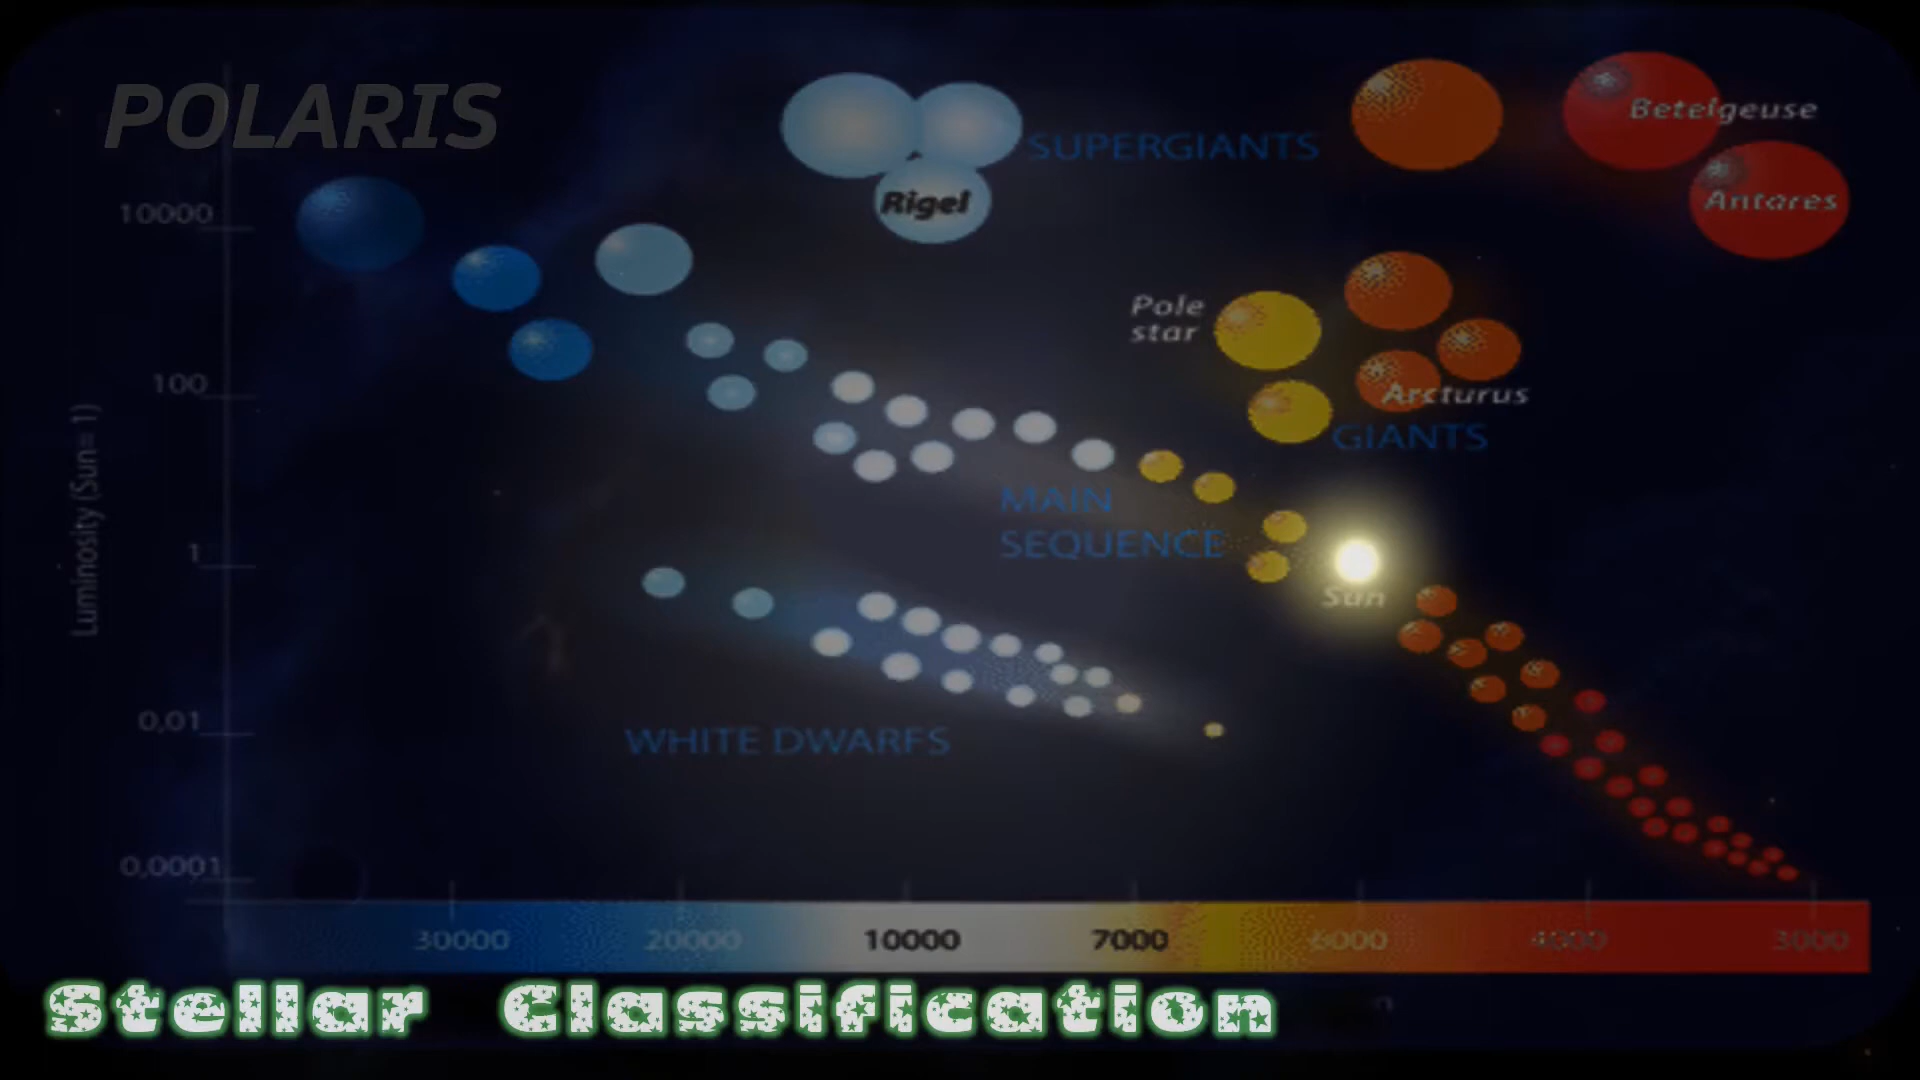 POLARIS
Betelgeuse
SUPERGIANTS
Rigel
Antares
10000
Pole
star
100
Arcturus
GIANTS
MAIN
SEQUENCE
Luminosity (Sun= 1)
1
Sun
0,01
WHITE DWARFS
0,0001
30000 20000 10000 7000 6000 4000 3000
Stellar Classification